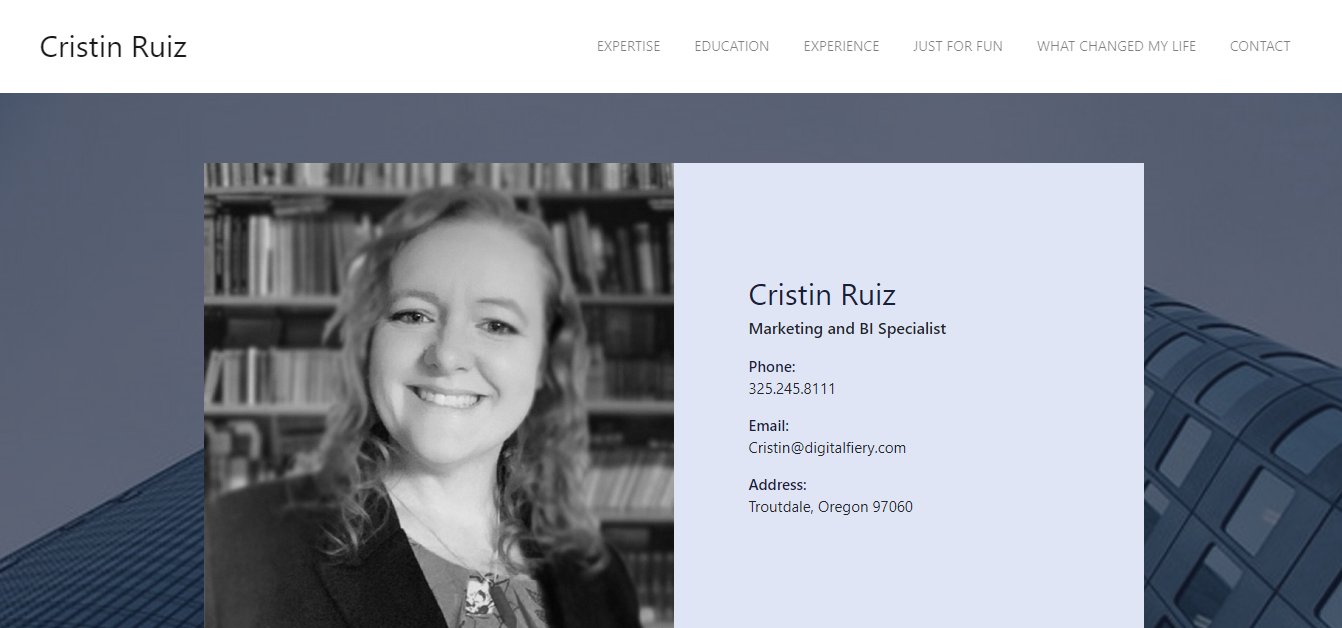 Cristin Ruiz
EXPERTISE EDUCATION EXPERIENCE JUST FOR FUN WHAT CHANGED MY LIFE CONTACT
Cristin Ruiz
Marketing and BI Specialist
Phone:
325.245.8111
Email:
Cristin@digitalfiery.com
Address:
Troutdale, Oregon 97060